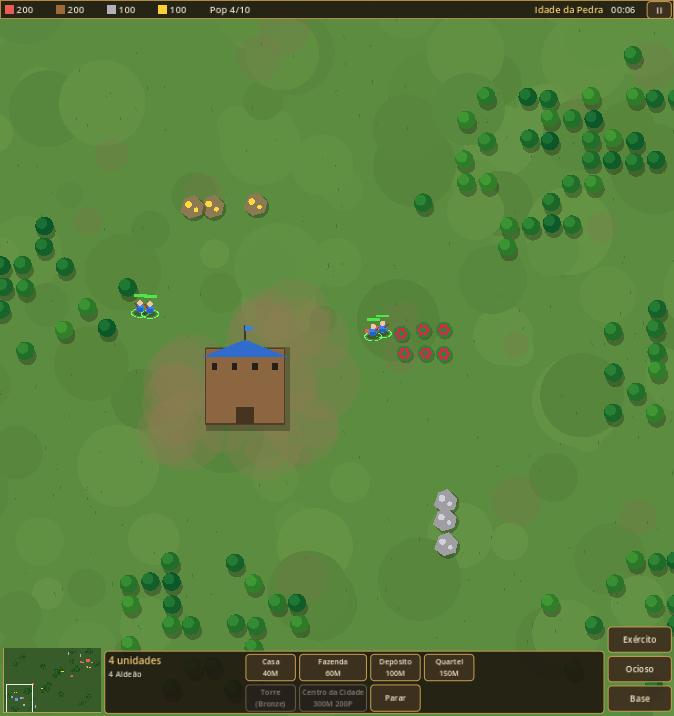 200 200 100 100 Pop 4/10 Idade da Pedra 00:06
4 unidades
4 Aldeão
Casa
40M
Fazenda
60M
Depósito
100M
Quartel
150M
Torre
(Bronze)
Centro da Cidade
300M 200P
Parar
Exército
Ocioso
Base